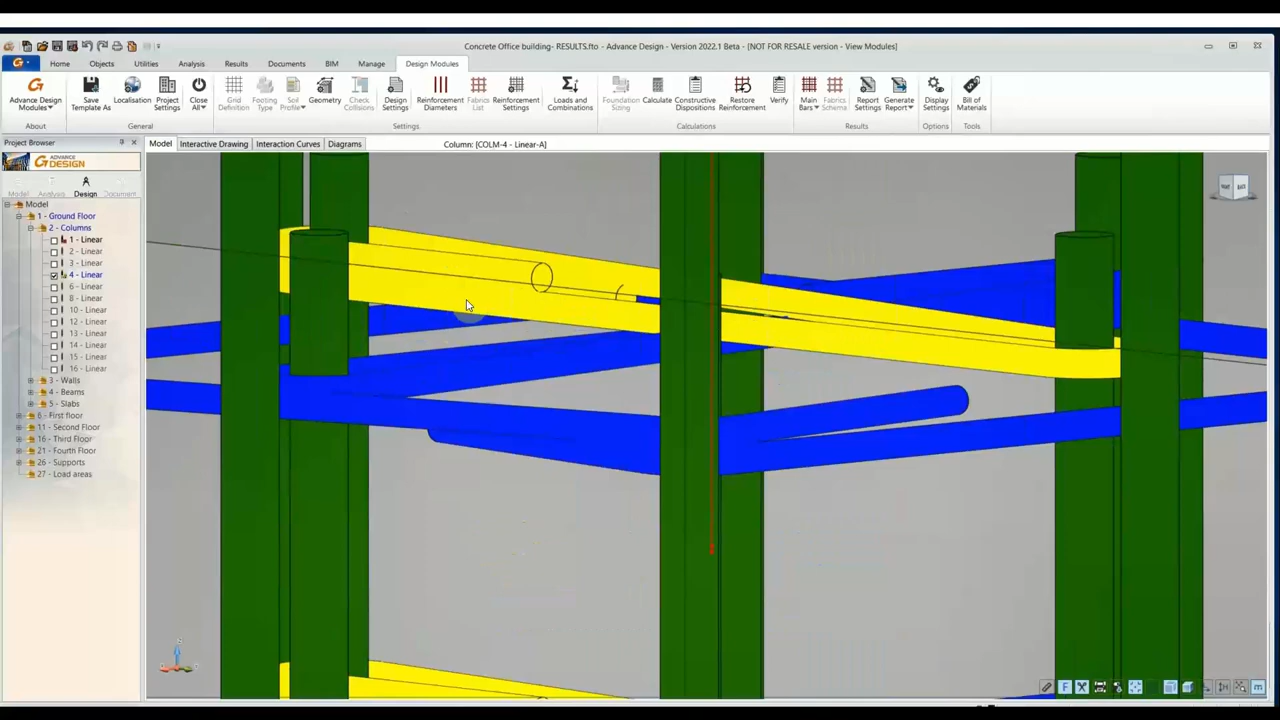 Concrete Office building- RESULTS.fto - Advance Design - Version 2022.1 Beta - [NOT FOR RESALE version - View Modules]
Home Objects Utilities Analysis Results Documents BIM Manage Design Modules
Advance Design Modules
Save Template As
Localisation
Project Settings
Close All
Grid Definition
Footing Type
Soil Profile
Geometry
Check Collisions
Design Settings
Reinforcement Diameters
Fabrics List
Reinforcement Settings
Loads and Combinations
Foundation Sizing
Calculate
Constructive Dispositions
Restore Reinforcement
Verify
Main Bars
Fabrics Scheme
Report Settings
Generate Report
Display Settings
Bill of Materials
About General Settings Calculations Results Options Tools
Project Browser
Model Interactive Drawing Interaction Curves Diagrams Column: [COLM-4 - Linear-A]
ADVANCE DESIGN
Model Analysis Design Document
Model
1 - Ground Floor
2 - Columns
1 - Linear
2 - Linear
3 - Linear
4 - Linear
6 - Linear
8 - Linear
10 - Linear
12 - Linear
13 - Linear
14 - Linear
15 - Linear
16 - Linear
3 - Walls
4 - Beams
5 - Slabs
6 - First floor
11 - Second Floor
16 - Third Floor
21 - Fourth Floor
26 - Supports
27 - Load areas